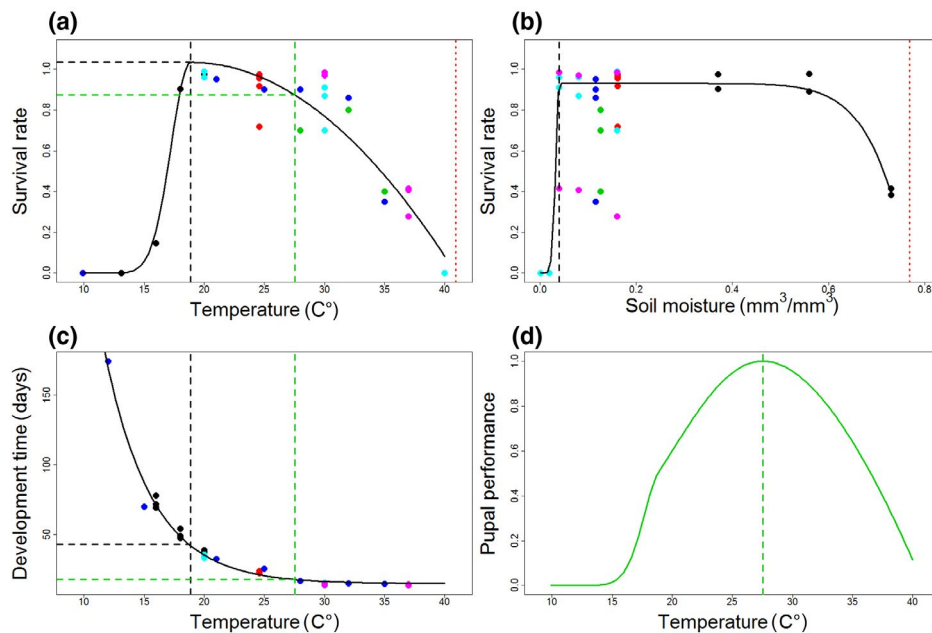 (a)
Survival rate
0.0 0.2 0.4 0.6 0.8 1.0
10 15 20 25 30 35 40
Temperature (C°)
(b)
Survival rate
0.0 0.2 0.4 0.6 0.8 1.0
0.0 0.2 0.4 0.6 0.8
Soil moisture (mm³/mm³)
(c)
Development time (days)
50 100 150
10 15 20 25 30 35 40
Temperature (C°)
(d)
Pupal performance
0.0 0.2 0.4 0.6 0.8 1.0
10 15 20 25 30 35 40
Temperature (C°)